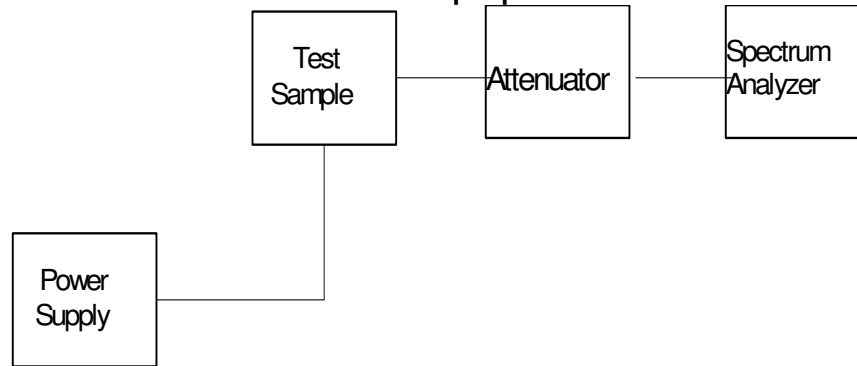 Test
Sample
Attenuator
Spectrum
Analyzer
Power
Supply